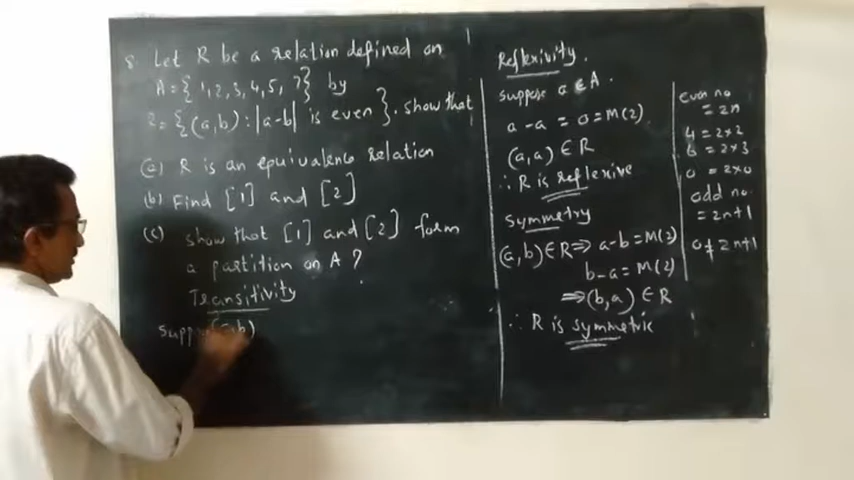 8 Let R be a relation defined on
A = { 1, 2, 3, 4, 5, 7 } by
2 = {(a,b) : |a-b| is even }. show that
(a) R is an equivalence relation
(b) Find [1] and [2]
(c) show that [1] and [2] form
a partition on A ?
Transitivity
(a,b)
Reflexivity.
suppose a ∈ A.
a - a = 0 = M(2)
(a,a) ∈ R
∴ R is reflexive
Symmetry
(a,b) ∈ R ⇒ a-b = M(2)
b-a = M(2)
⇒ (b,a) ∈ R
∴ R is symmetric
even no
= 2n
4 = 2×2
6 = 2×3
0 = 2×0
odd no.
= 2n+1
0 ≠ 2n+1